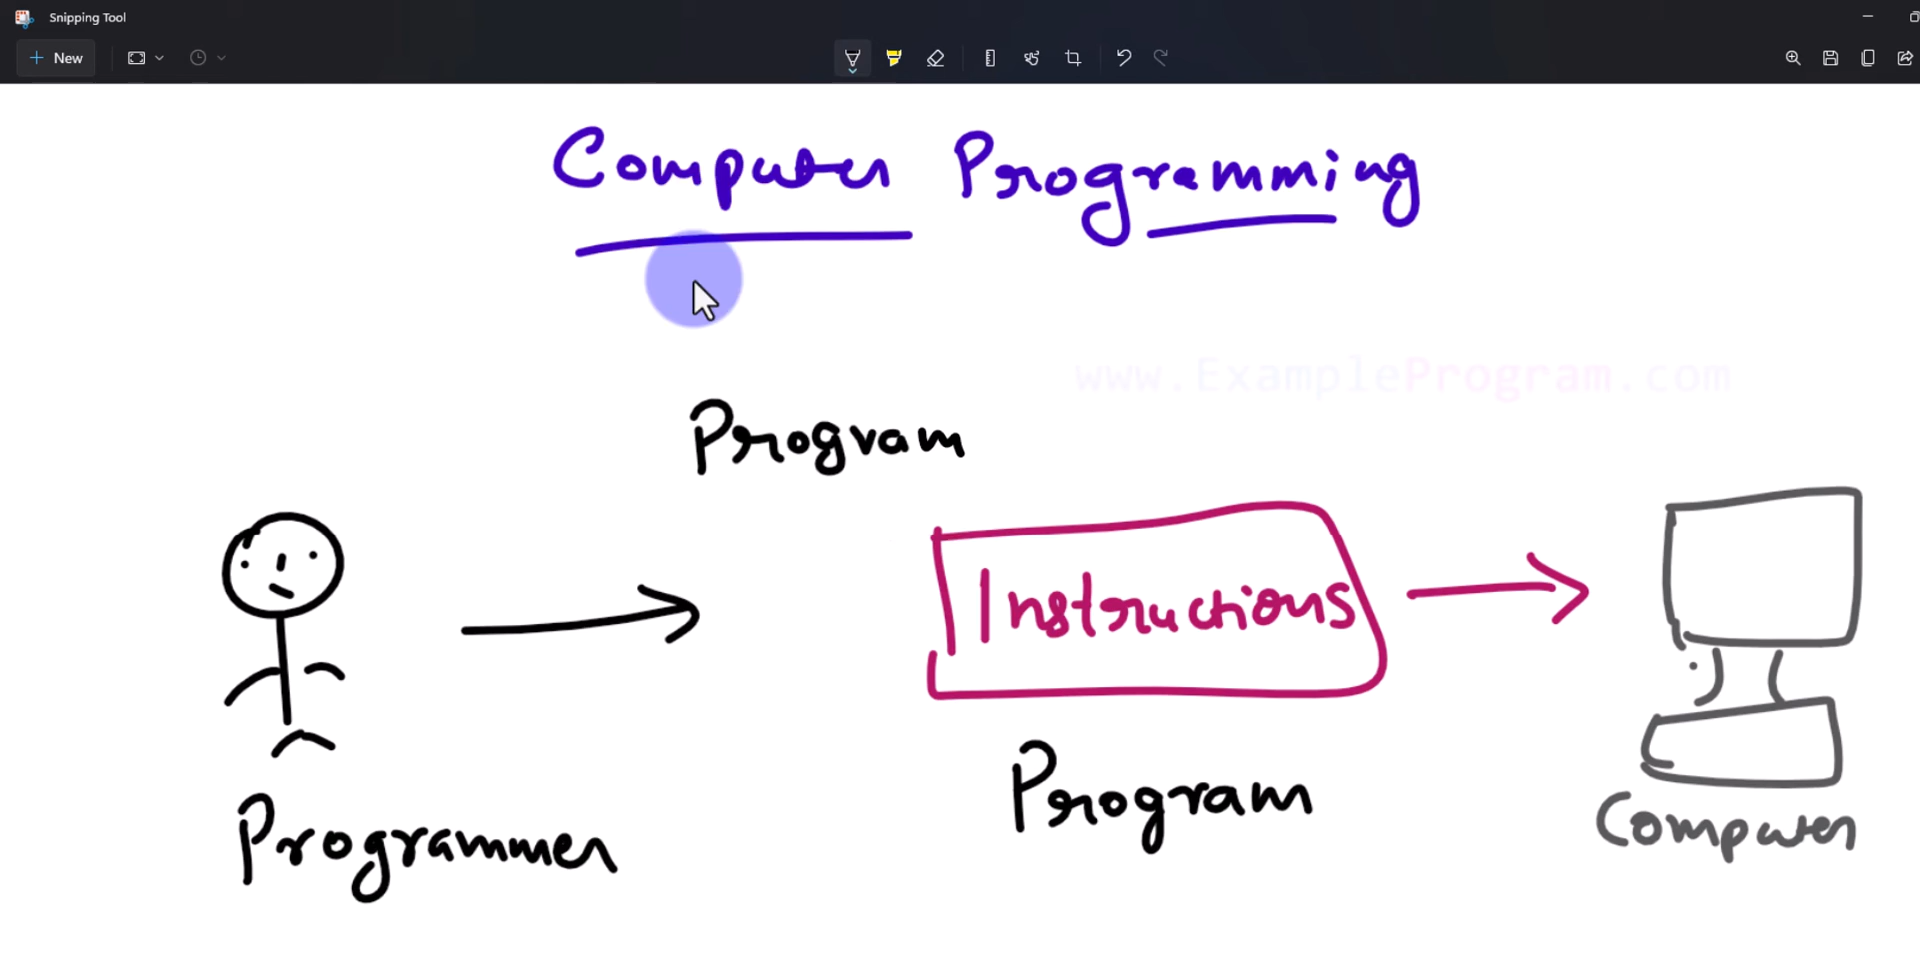 Snipping Tool
New
Computer Programming
www.ExampleProgram.com
Program
Instructions
Program
Computer
Programmer